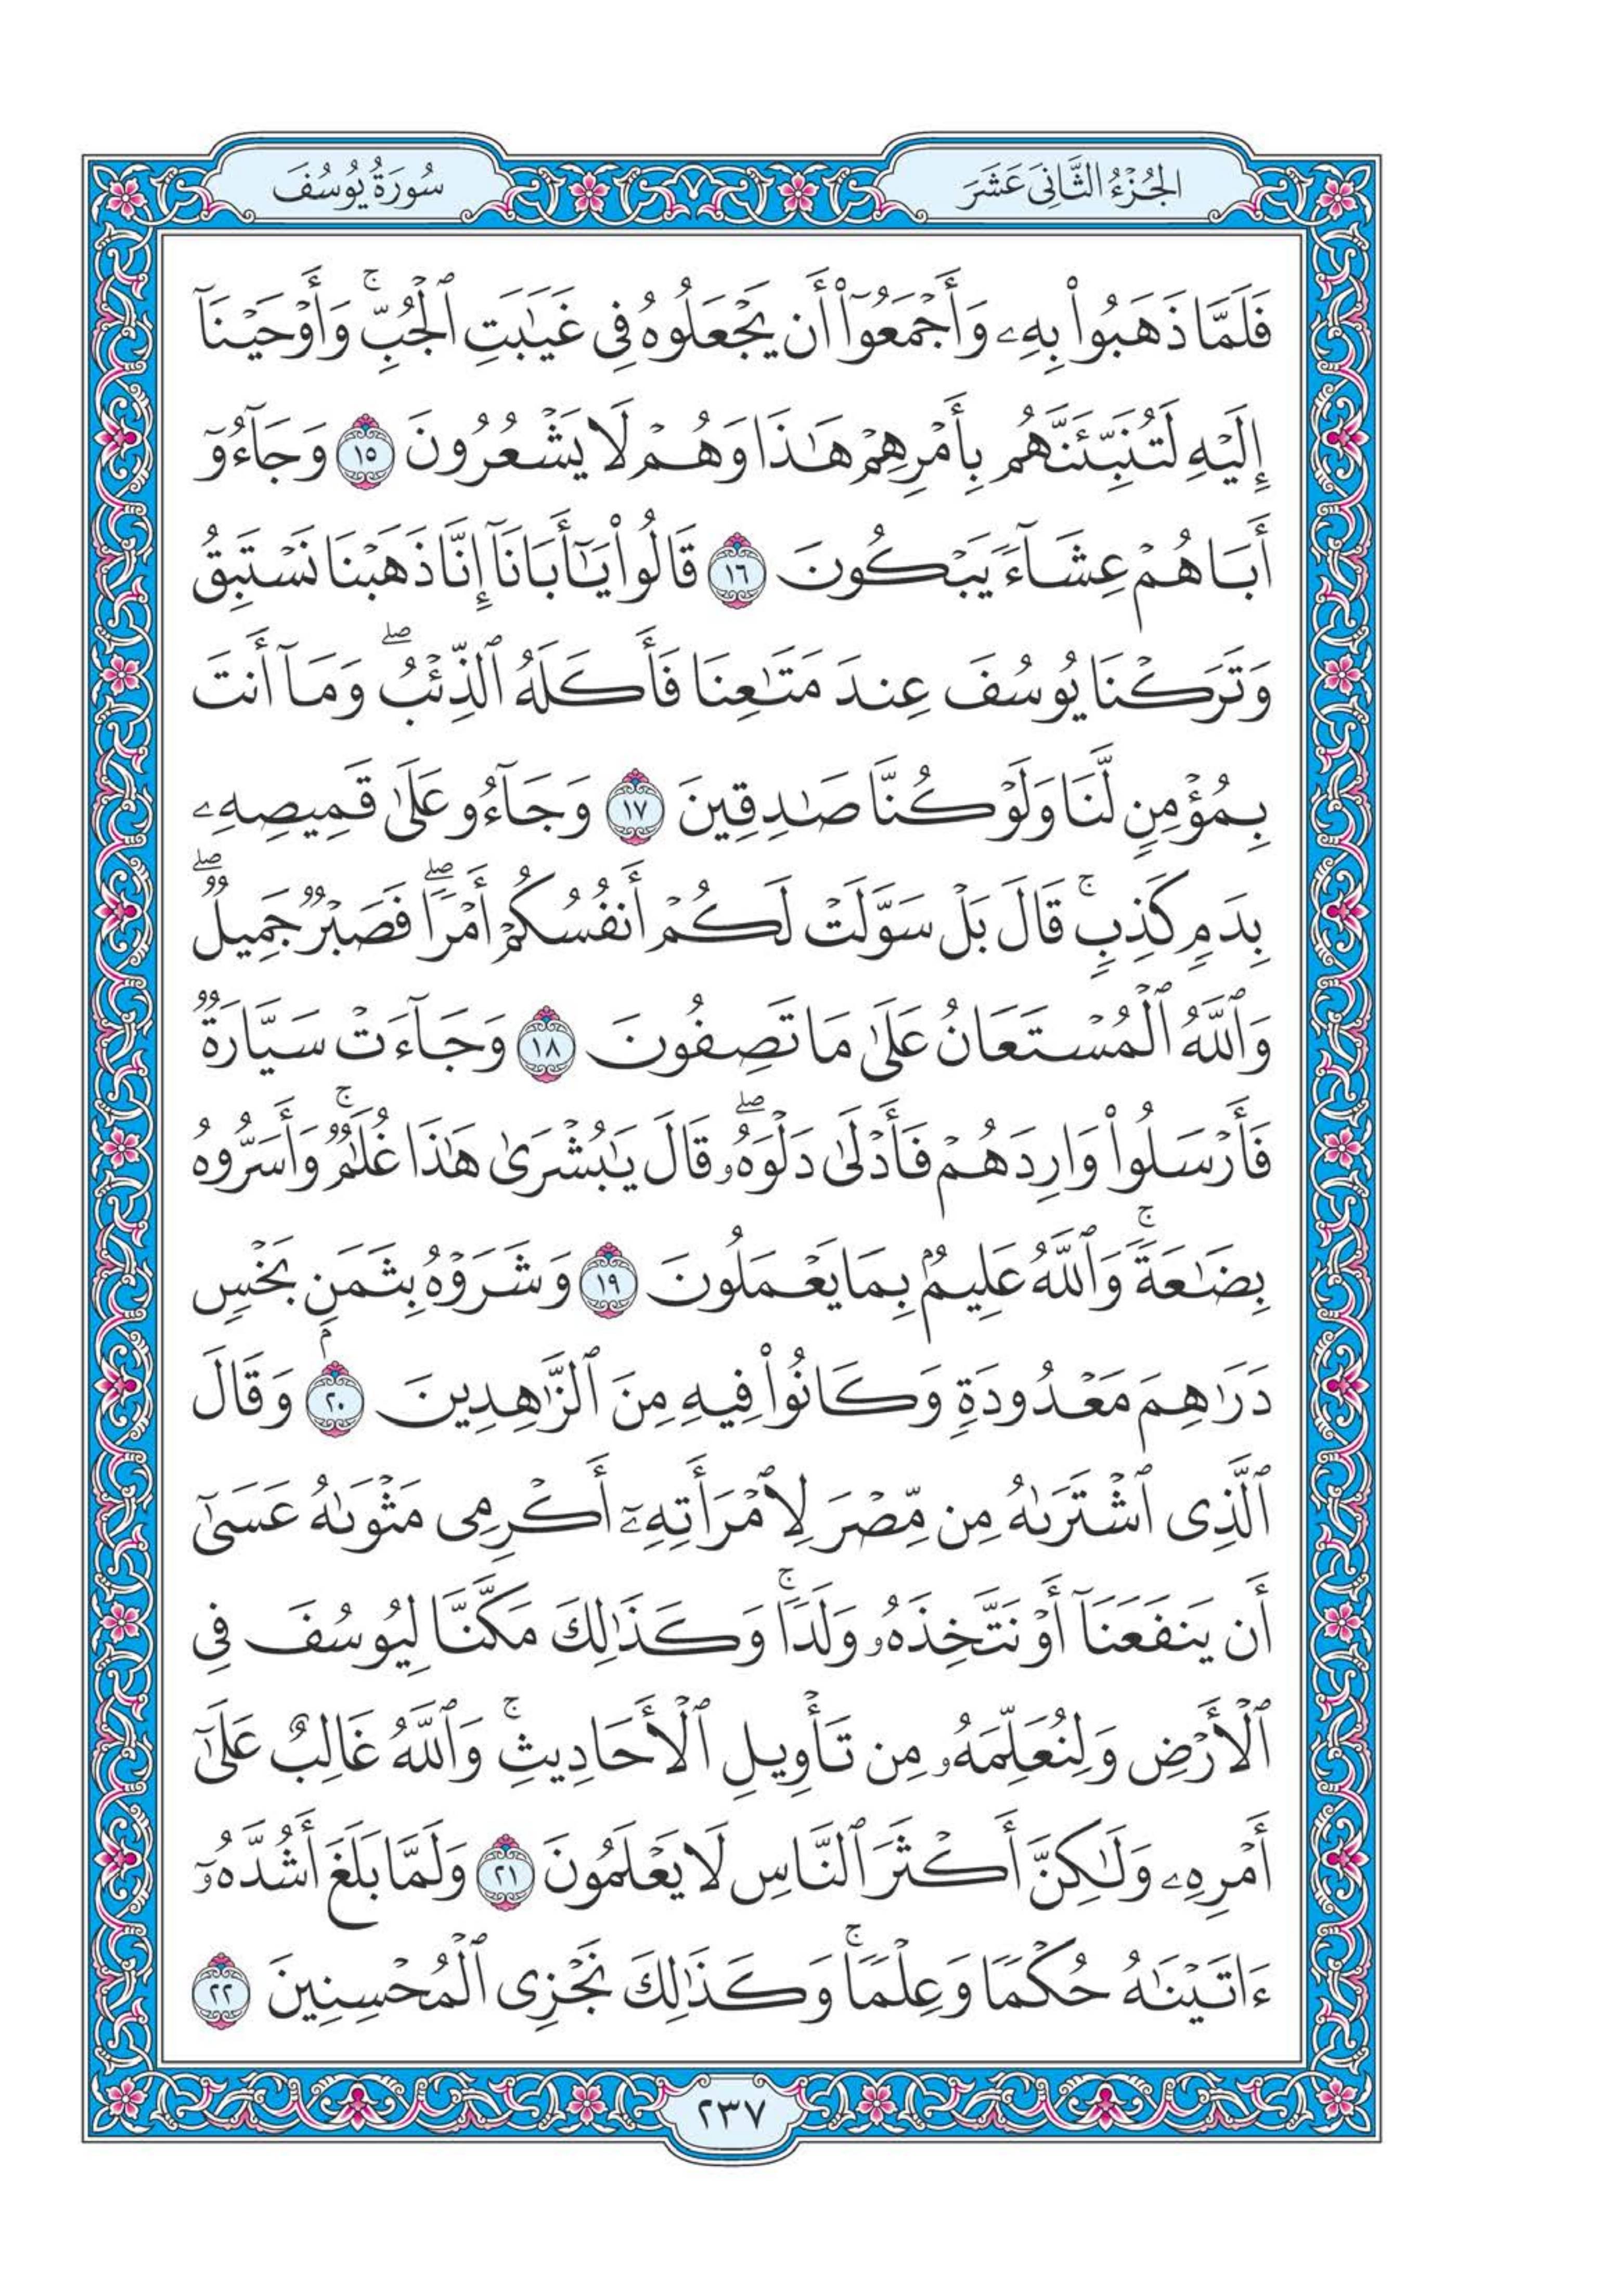 الجُزْءُ الثَّانِيَ عَشَرَ
سُورَةُ يُوسُفَ
فَلَمَّا ذَهَبُوا۟ بِهِۦ وَأَجْمَعُوٓا۟ أَن يَجْعَلُوهُ فِى غَيَٰبَتِ ٱلْجُبِّ ۚ وَأَوْحَيْنَآ
إِلَيْهِ لَتُنَبِّئَنَّهُم بِأَمْرِهِمْ هَٰذَا وَهُمْ لَا يَشْعُرُونَ ١٥ وَجَآءُوٓ
أَبَاهُمْ عِشَآءً يَبْكُونَ ١٦ قَالُوا۟ يَٰٓأَبَانَآ إِنَّا ذَهَبْنَا نَسْتَبِقُ
وَتَرَكْنَا يُوسُفَ عِندَ مَتَٰعِنَا فَأَكَلَهُ ٱلذِّئْبُ ۖ وَمَآ أَنتَ
بِمُؤْمِنٍ لَّنَا وَلَوْ كُنَّا صَٰدِقِينَ ١٧ وَجَآءُو عَلَىٰ قَمِيصِهِۦ
بِدَمٍ كَذِبٍ ۚ قَالَ بَلْ سَوَّلَتْ لَكُمْ أَنفُسُكُمْ أَمْرًا ۖ فَصَبْرٌ جَمِيلٌ ۖ
وَٱللَّهُ ٱلْمُسْتَعَانُ عَلَىٰ مَا تَصِفُونَ ١٨ وَجَآءَتْ سَيَّارَةٌ
فَأَرْسَلُوا۟ وَارِدَهُمْ فَأَدْلَىٰ دَلْوَهُۥ ۖ قَالَ يَٰبُشْرَىٰ هَٰذَا غُلَٰمٌ ۚ وَأَسَرُّوهُ
بِضَٰعَةً ۚ وَٱللَّهُ عَلِيمٌۢ بِمَا يَعْمَلُونَ ١٩ وَشَرَوْهُ بِثَمَنٍۭ بَخْسٍ
دَرَٰهِمَ مَعْدُودَةٍ وَكَانُوا۟ فِيهِ مِنَ ٱلزَّٰهِدِينَ ٢٠ وَقَالَ
ٱلَّذِى ٱشْتَرَىٰهُ مِن مِّصْرَ لِٱمْرَأَتِهِۦٓ أَكْرِمِى مَثْوَىٰهُ عَسَىٰٓ
أَن يَنفَعَنَآ أَوْ نَتَّخِذَهُۥ وَلَدًا ۚ وَكَذَٰلِكَ مَكَّنَّا لِيُوسُفَ فِى
ٱلْأَرْضِ وَلِنُعَلِّمَهُۥ مِن تَأْوِيلِ ٱلْأَحَادِيثِ ۚ وَٱللَّهُ غَالِبٌ عَلَىٰٓ
أَمْرِهِۦ وَلَٰكِنَّ أَكْثَرَ ٱلنَّاسِ لَا يَعْلَمُونَ ٢١ وَلَمَّا بَلَغَ أَشُدَّهُۥٓ
ءَاتَيْنَٰهُ حُكْمًا وَعِلْمًا ۚ وَكَذَٰلِكَ نَجْزِى ٱلْمُحْسِنِينَ ٢٢
٢٣٧